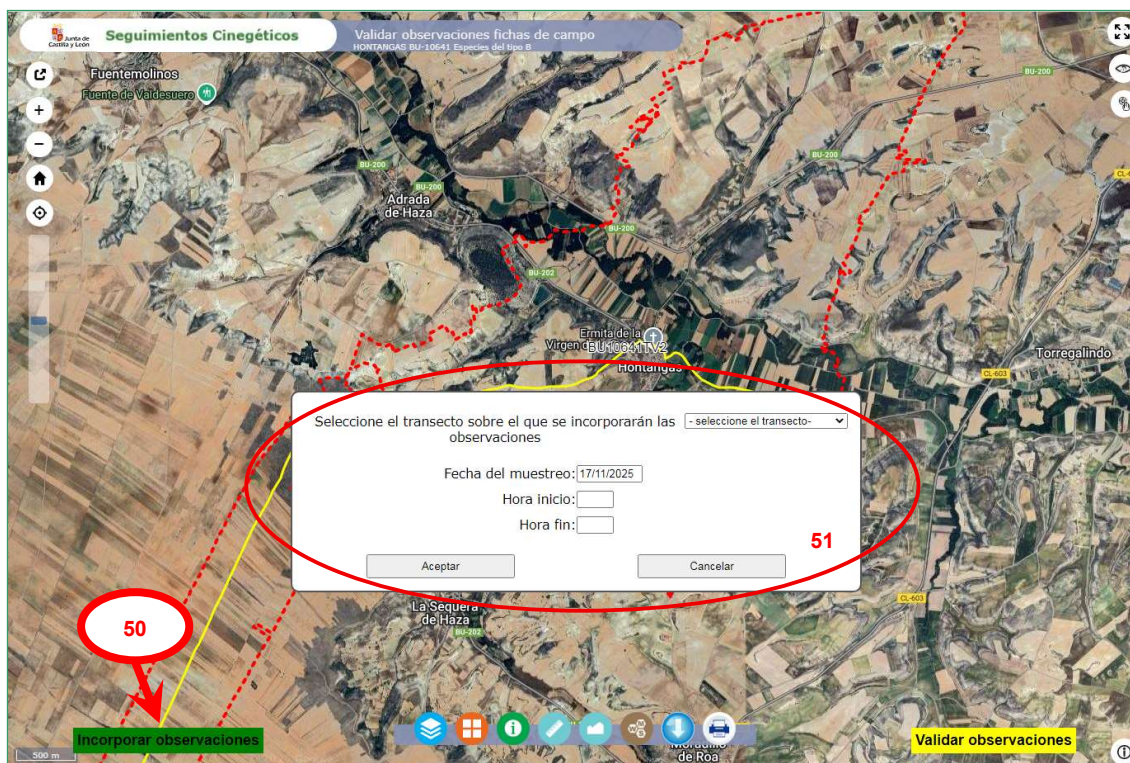 Junta de
Castilla y León
Seguimientos Cinegéticos
Validar observaciones fichas de campo
HONTANGAS BU-10641 Especies del tipo B
Fuentemolinos
Fuente de Valdesuero
BU-200
BU-200
BU-200
BU-200
CL-6
Adrada
de Haza
BU-200
BU-202
Ermita de la
Virgen de
BU10641TV2
Hontangas
Torregalindo
CL-603
Seleccione el transecto sobre el que se incorporarán las
observaciones
- seleccione el transecto-
Fecha del muestreo: 17/11/2025
Hora inicio:
Hora fin:
51
Aceptar
Cancelar
La Sequera
de Haza
BU-202
CL-603
50
Incorporar observaciones
Validar observaciones
500 m
Moradillo
de Roa